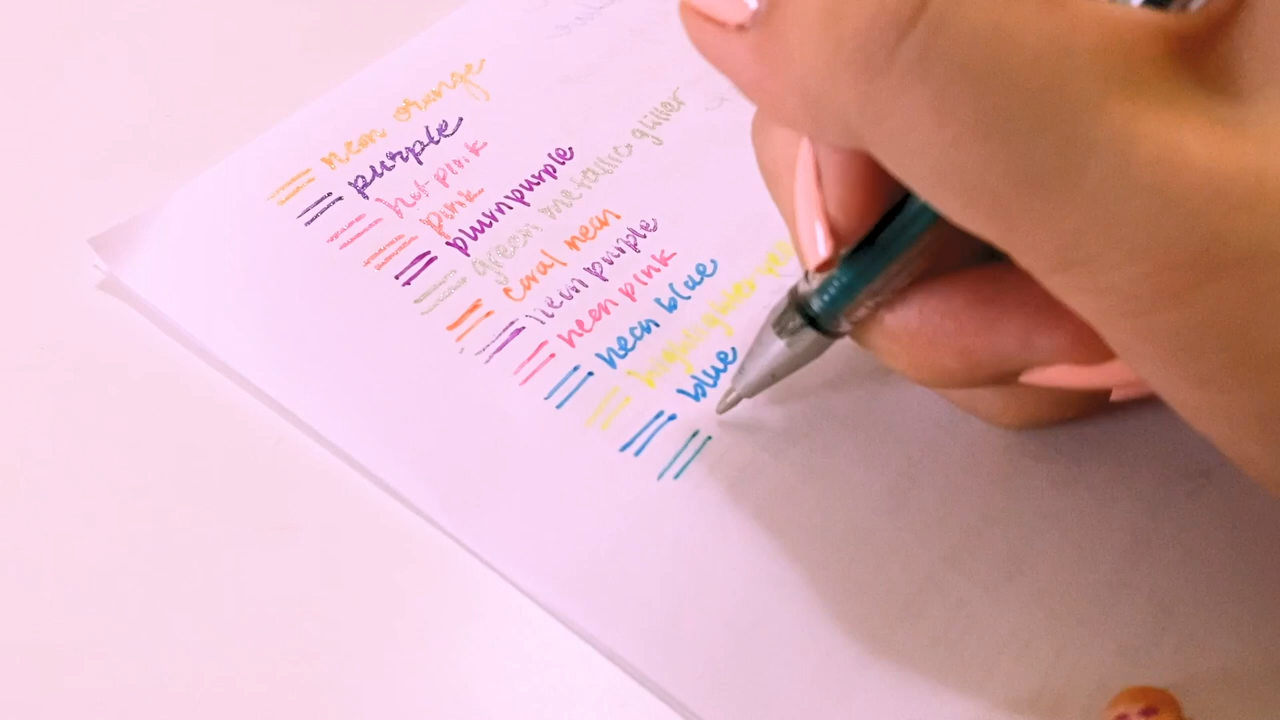 neon orange
purple
hot pink
pink
plum purple
green metallic glitter
coral neon
neon purple
neon pink
neon blue
highlighter
blue